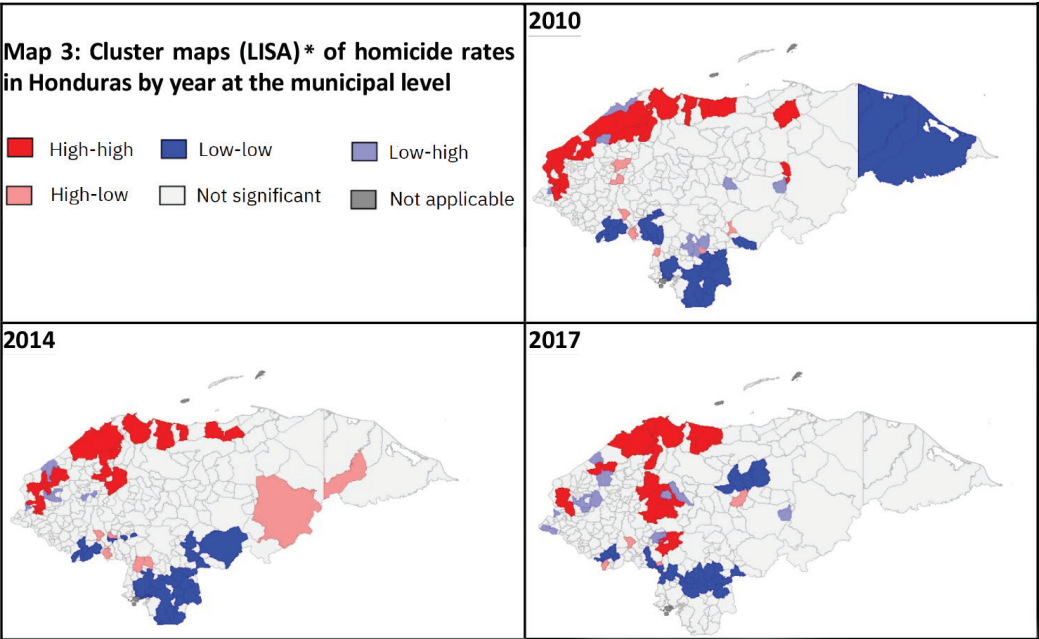 Map 3: Cluster maps (LISA)* of homicide rates
in Honduras by year at the municipal level
High-high
Low-low
Low-high
High-low
Not significant
Not applicable
2010
2014
2017